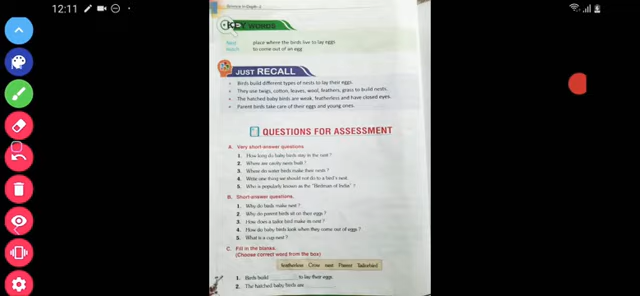 12:11
Science in Depth-3
KEY WORDS
Nest place where the birds live to lay eggs
Hatch to come out of an egg
JUST RECALL
Birds build different types of nests to lay their eggs.
They use twigs, cotton, leaves, wool, feathers, grass to build nests.
The hatched baby birds are weak, featherless and have closed eyes.
Parent birds take care of their eggs and young ones.
QUESTIONS FOR ASSESSMENT
A. Very short-answer questions
1. How long do baby birds stay in the nest?
2. Where are cavity nests built?
3. Where do water birds make their nests?
4. Write one thing we should not do to a bird's nest.
5. Who is popularly known as the 'Birdman of India'?
B. Short-answer questions.
1. Why do birds make nest?
2. Why do parent birds sit on their eggs?
3. How does a tailor bird make its nest?
4. How do baby birds look when they come out of eggs?
5. What is a cup nest?
C. Fill in the blanks.
(Choose correct word from the box)
featherless Crow nest Parent Tailorbird
1. Birds build ________ to lay their eggs.
2. The hatched baby birds are